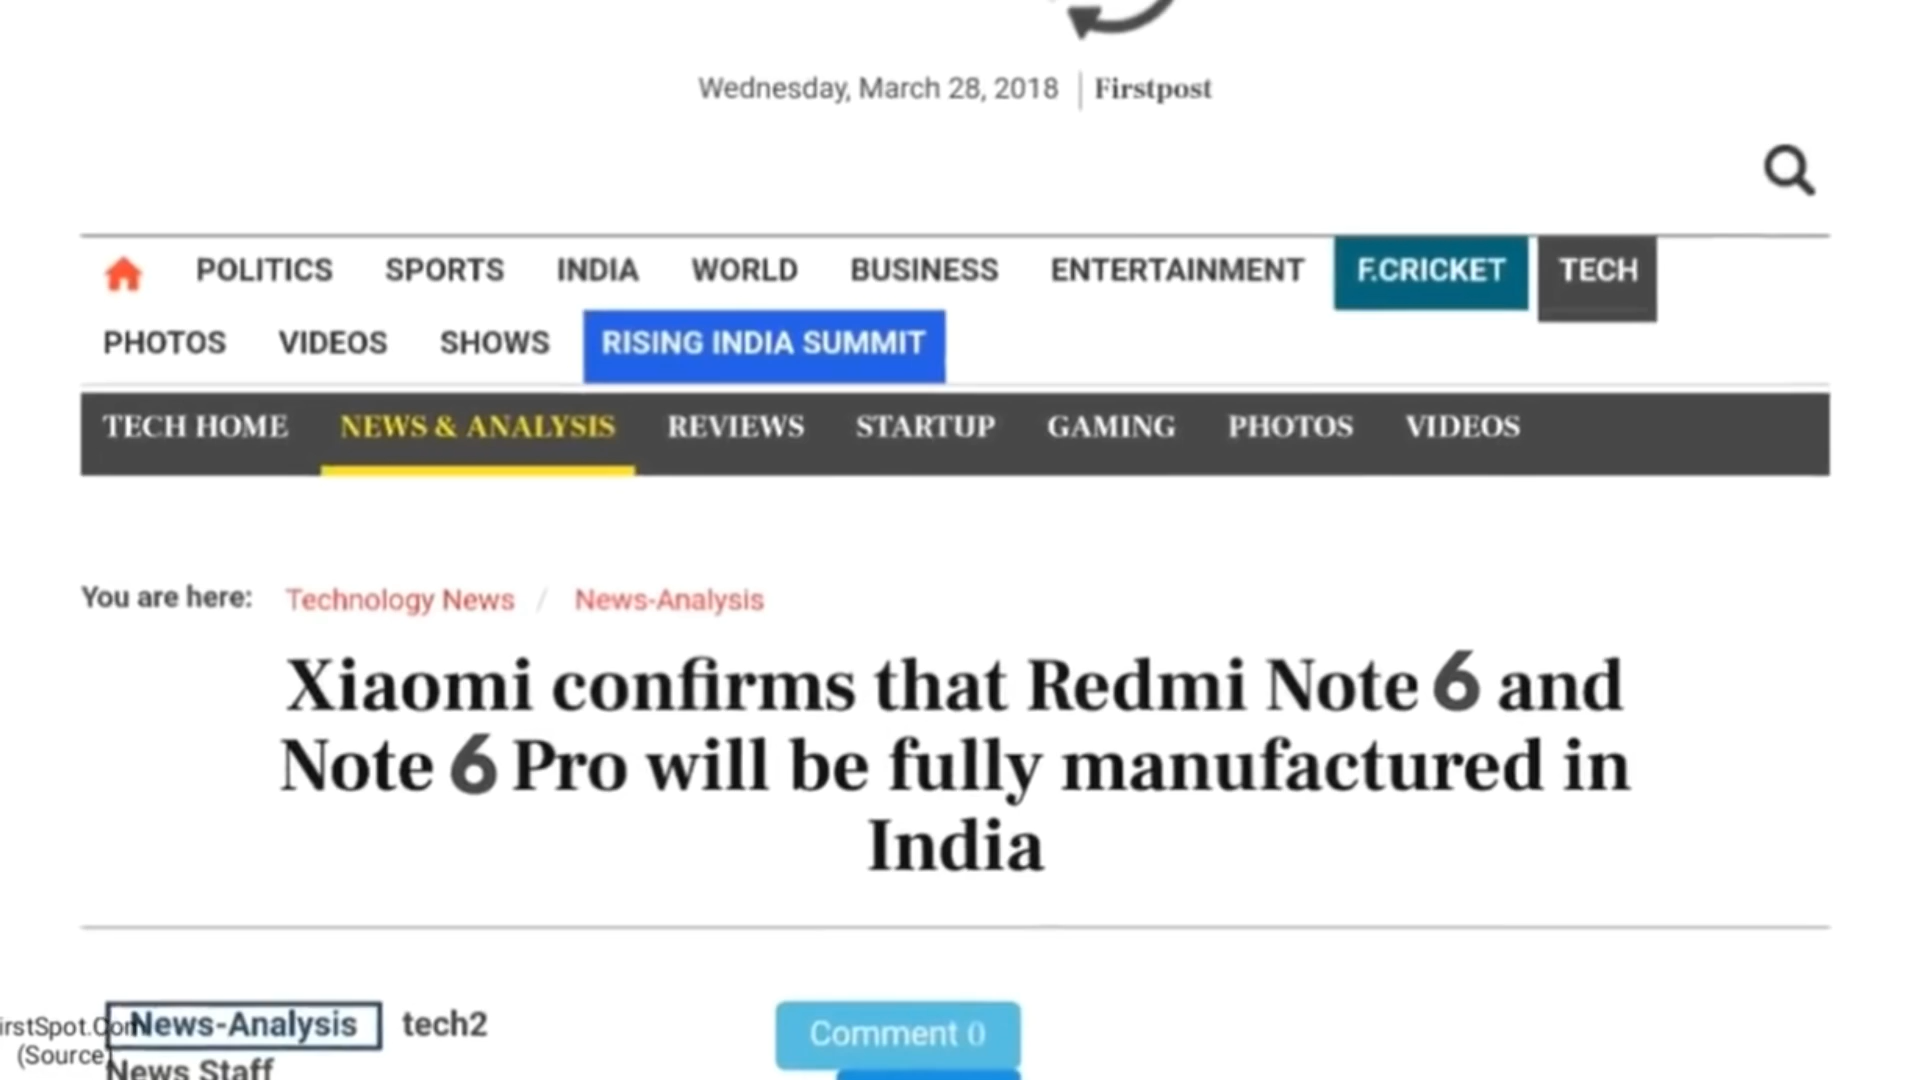 Wednesday, March 28, 2018 Firstpost
POLITICS SPORTS INDIA WORLD BUSINESS ENTERTAINMENT F.CRICKET TECH
PHOTOS VIDEOS SHOWS RISING INDIA SUMMIT
TECH HOME NEWS & ANALYSIS REVIEWS STARTUP GAMING PHOTOS VIDEOS
You are here: Technology News / News-Analysis
Xiaomi confirms that Redmi Note 6 and
Note 6 Pro will be fully manufactured in
India
irstSpot.Com
(Source)
News-Analysis tech2
News Staff
Comment 0